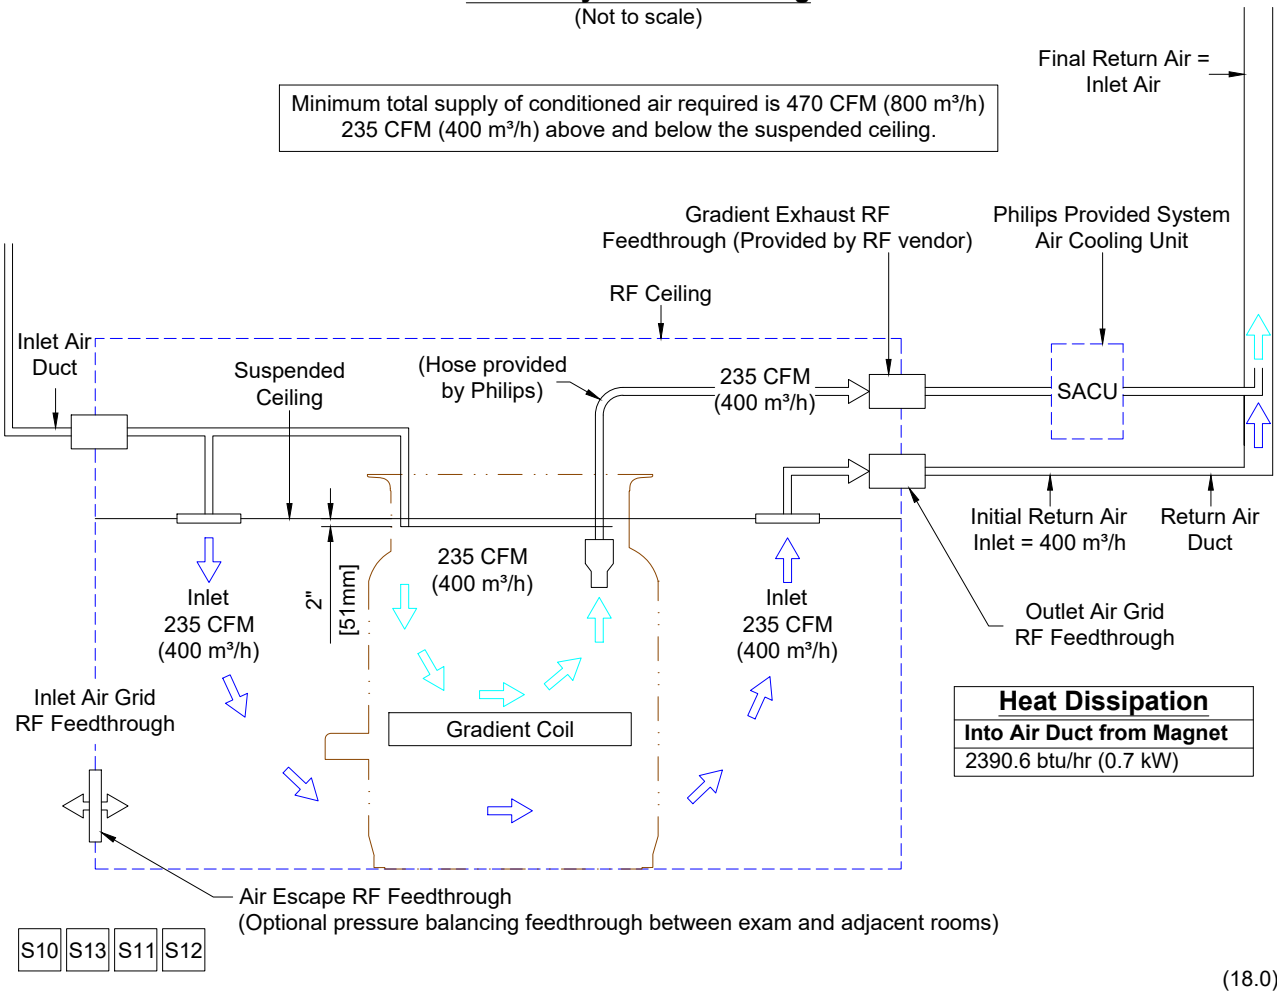 (Not to scale)
Final Return Air =
Inlet Air
Minimum total supply of conditioned air required is 470 CFM (800 m³/h)
235 CFM (400 m³/h) above and below the suspended ceiling.
Gradient Exhaust RF
Feedthrough (Provided by RF vendor)
Philips Provided System
Air Cooling Unit
RF Ceiling
Inlet Air
Duct
Suspended
Ceiling
(Hose provided
by Philips)
235 CFM
(400 m³/h)
SACU
Initial Return Air
Inlet = 400 m³/h
Return Air
Duct
235 CFM
(400 m³/h)
2"
[51mm]
Inlet
235 CFM
(400 m³/h)
Inlet
235 CFM
(400 m³/h)
Outlet Air Grid
RF Feedthrough
Inlet Air Grid
RF Feedthrough
Gradient Coil
Heat Dissipation
Into Air Duct from Magnet
2390.6 btu/hr (0.7 kW)
Air Escape RF Feedthrough
(Optional pressure balancing feedthrough between exam and adjacent rooms)
S10 S13 S11 S12
(18.0)